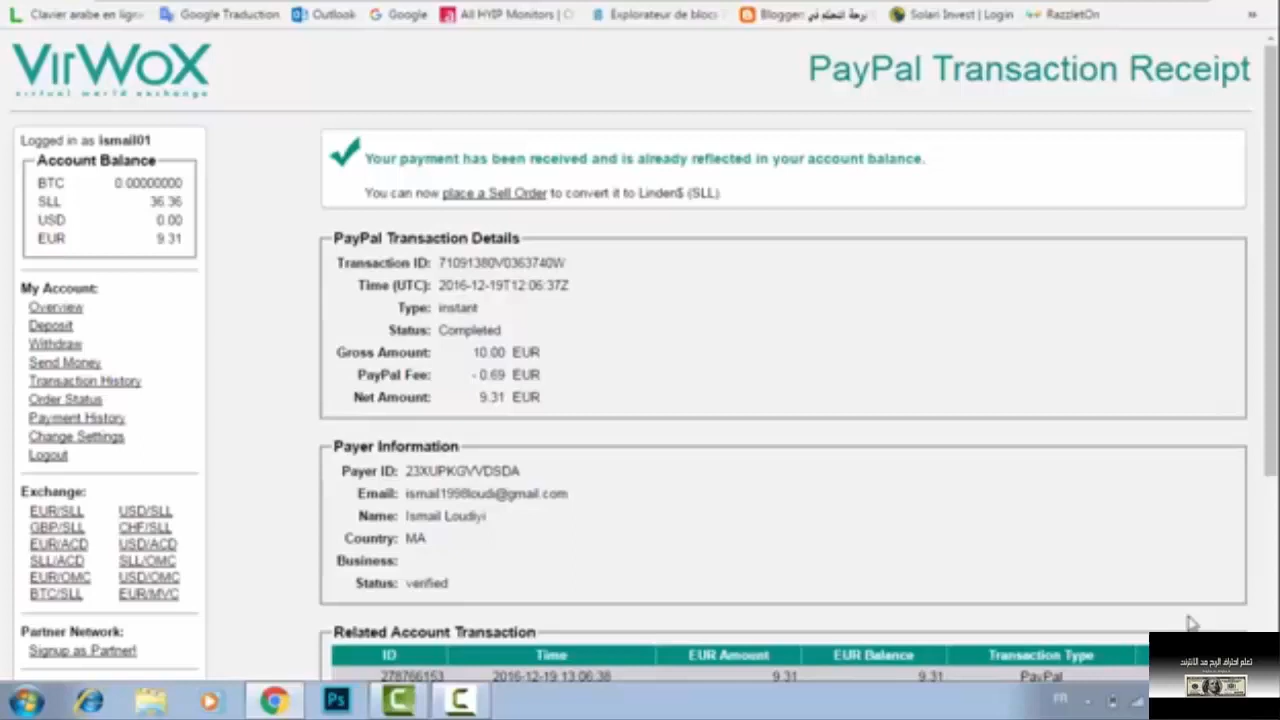 Clavier arabe en ligne Google Traduction Outlook Google All HYIP Monitors | Explorateur de blocs Blogger Solari Invest | Login RazzletOn »
VirWoX
virtual world exchange
PayPal Transaction Receipt
Logged in as ismail01
Account Balance
BTC 0.00000000
SLL 36.36
USD 0.00
EUR 9.31
My Account:
Overview
Deposit
Withdraw
Send Money
Transaction History
Order Status
Payment History
Change Settings
Logout
Exchange:
EUR/SLL USD/SLL
GBP/SLL CHF/SLL
EUR/ACD USD/ACD
SLL/ACD SLL/OMC
EUR/OMC USD/OMC
BTC/SLL EUR/MVC
Partner Network:
Signup as Partner!
Your payment has been received and is already reflected in your account balance.
You can now place a Sell Order to convert it to Linden$ (SLL)
PayPal Transaction Details
Transaction ID: 71091380V0363740W
Time (UTC): 2016-12-19T12:06:37Z
Type: instant
Status: Completed
Gross Amount: 10.00 EUR
PayPal Fee: - 0.69 EUR
Net Amount: 9.31 EUR
Payer Information
Payer ID: 23XUPKGVVDSDA
Email: ismail1998loudi@gmail.com
Name: Ismail Loudiyi
Country: MA
Business:
Status: verified
Related Account Transaction
ID Time EUR Amount EUR Balance Transaction Type
278766153 2016-12-19 13:06:38 9.31 9.31 PayPal
Ps FR
تعلم احتراف الربح مند الانترنت